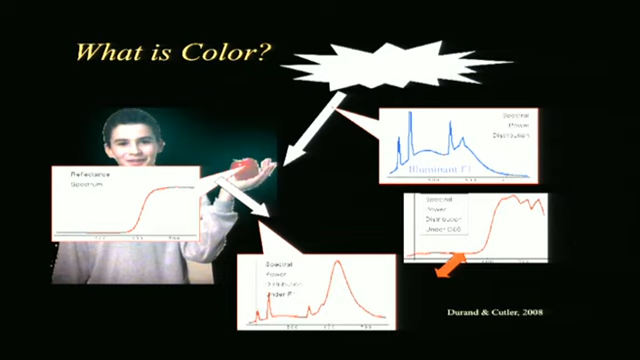 What is Color?
Spectral
Power
Distribution
Illuminant F1
Reflectance
Spectrum
Spectral
Power
Distribution
Under D65
Spectral
Power
Distribution
Under F1
Durand & Cutler, 2008